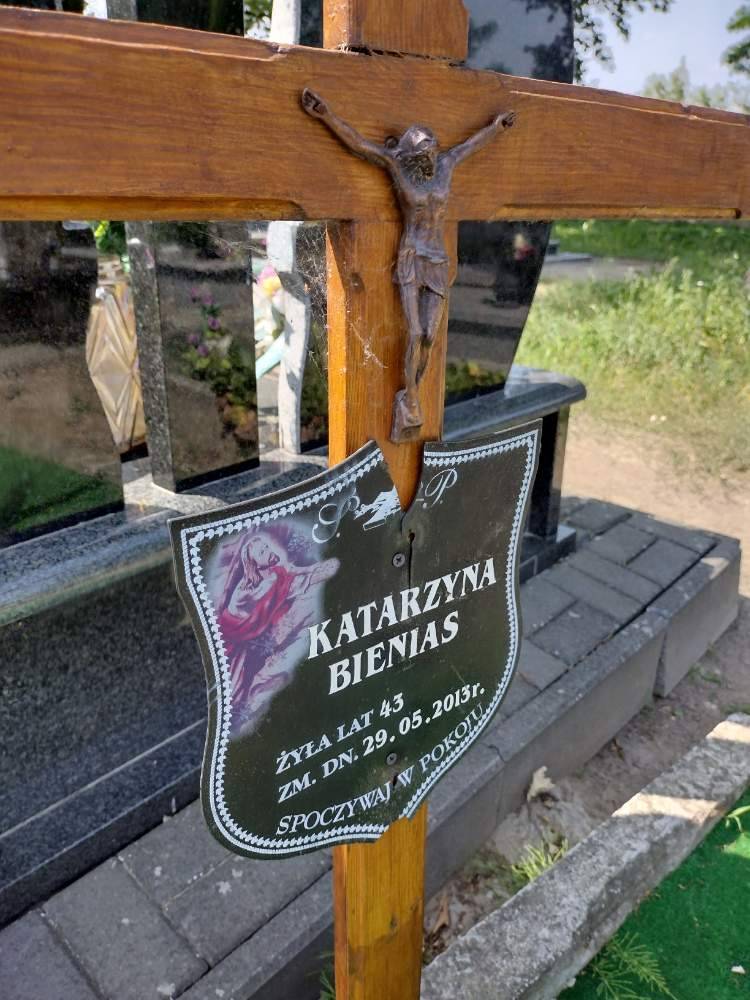 Ś. P.
KATARZYNA
BIENIAS
ŻYŁA LAT 43
ZM. DN. 29.05.2013r.
SPOCZYWAJ W POKOJU